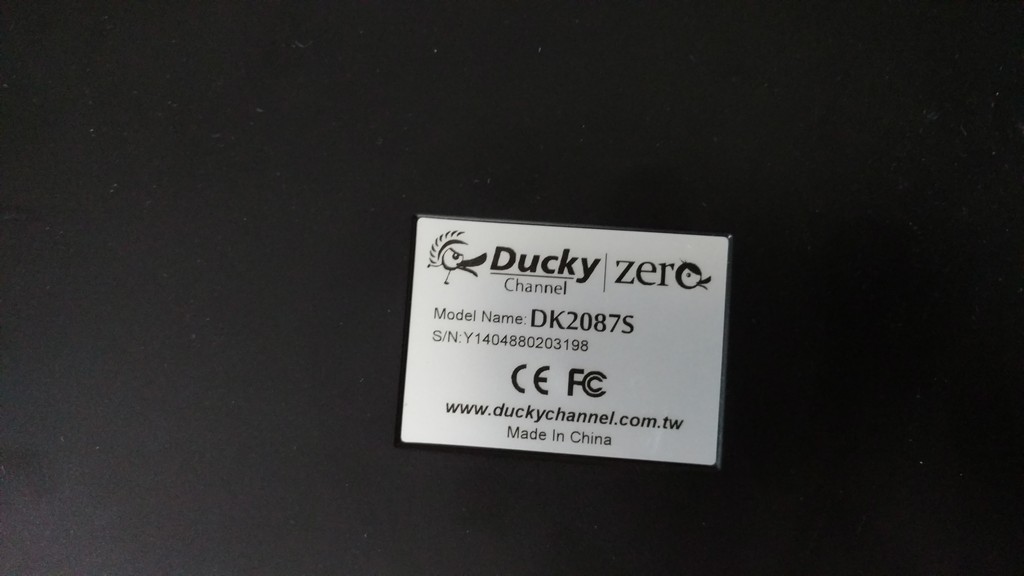 Ducky | zero
Channel
Model Name: DK2087S
S/N:Y1404880203198
CE FC
www.duckychannel.com.tw
Made In China